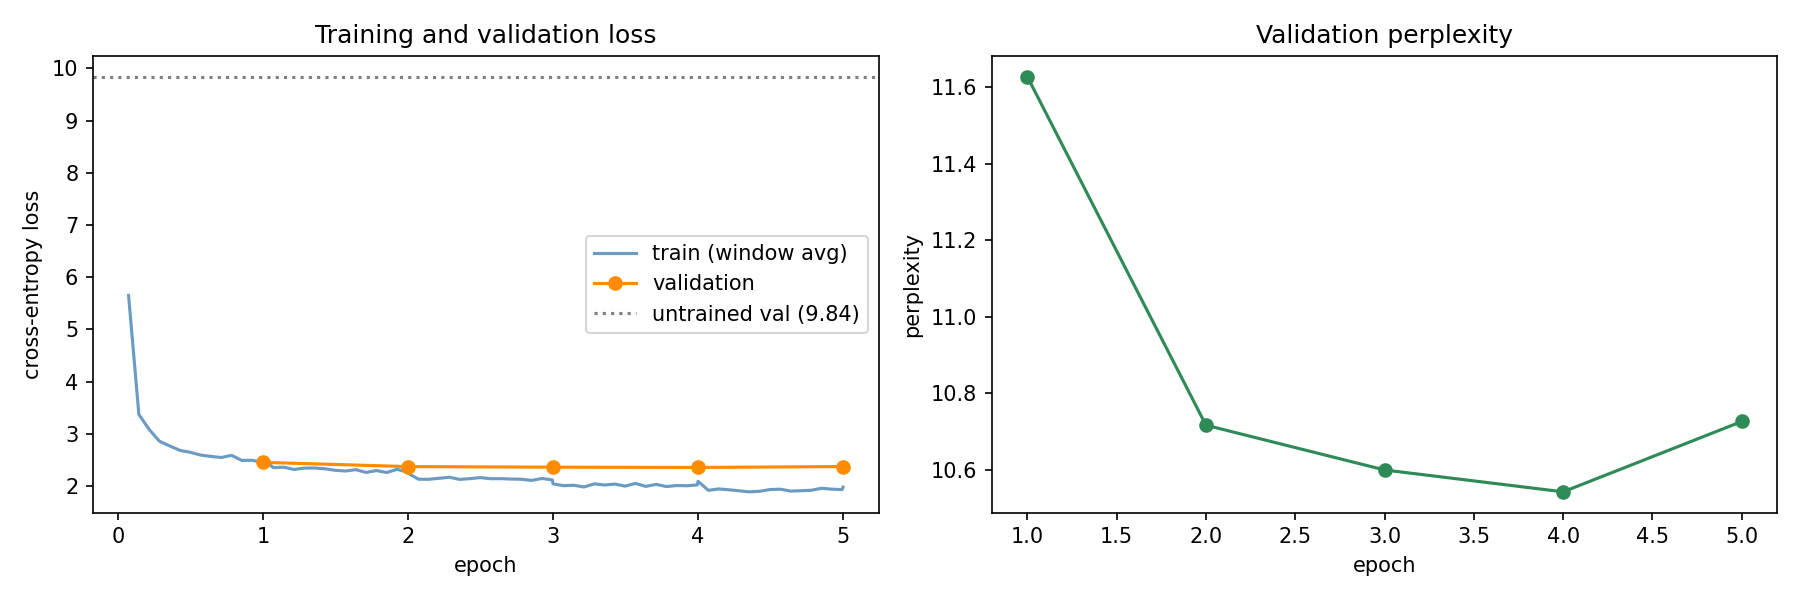 Training and validation loss
10
9
8
7
6
5
4
3
2
cross-entropy loss
train (window avg)
validation
untrained val (9.84)
0 1 2 3 4 5
epoch
Validation perplexity
11.6
11.4
11.2
11.0
10.8
10.6
perplexity
1.0 1.5 2.0 2.5 3.0 3.5 4.0 4.5 5.0
epoch